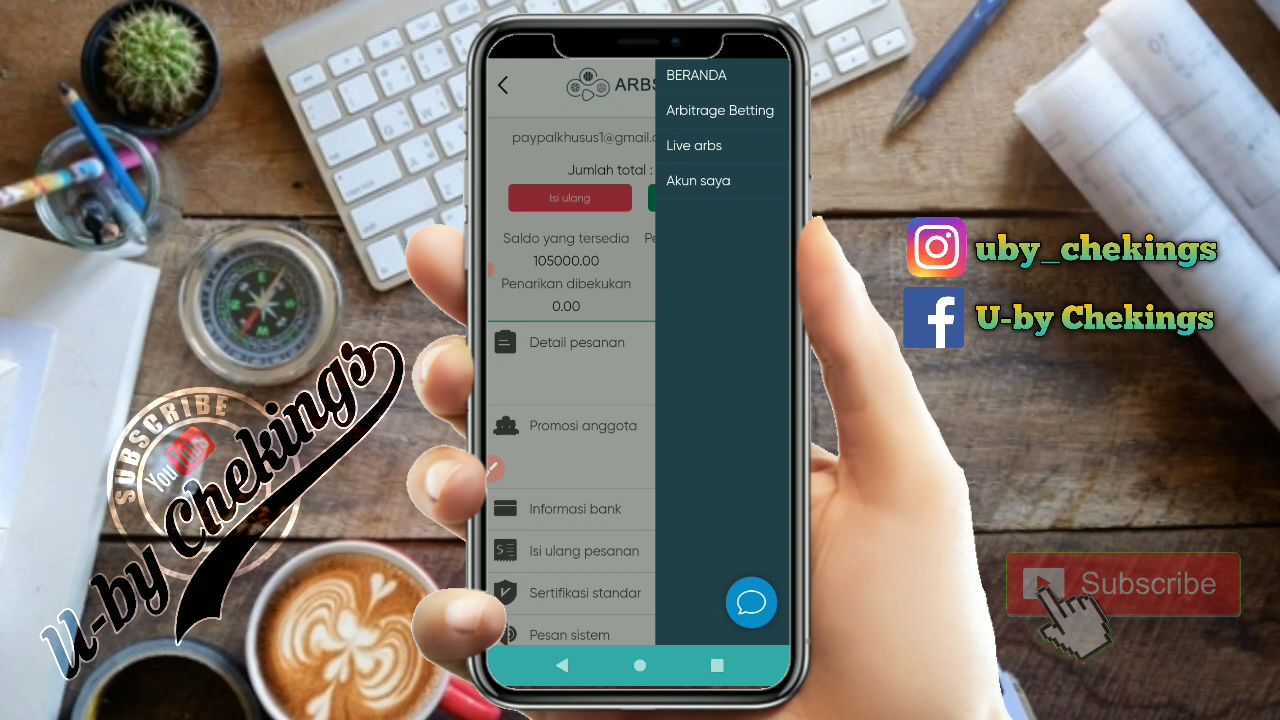 ARBS
BERANDA
Arbitrage Betting
Live arbs
Akun saya
paypalkhusus1@gmail.
Jumlah total :
Isi ulang
Saldo yang tersedia
105000.00
Penarikan dibekukan
0.00
Detail pesanan
Promosi anggota
Informasi bank
Isi ulang pesanan
Sertifikasi standar
Pesan sistem
uby_chekings
U-by Chekings
SUBSCRIBE
YouTube
U-by Chekings
Subscribe